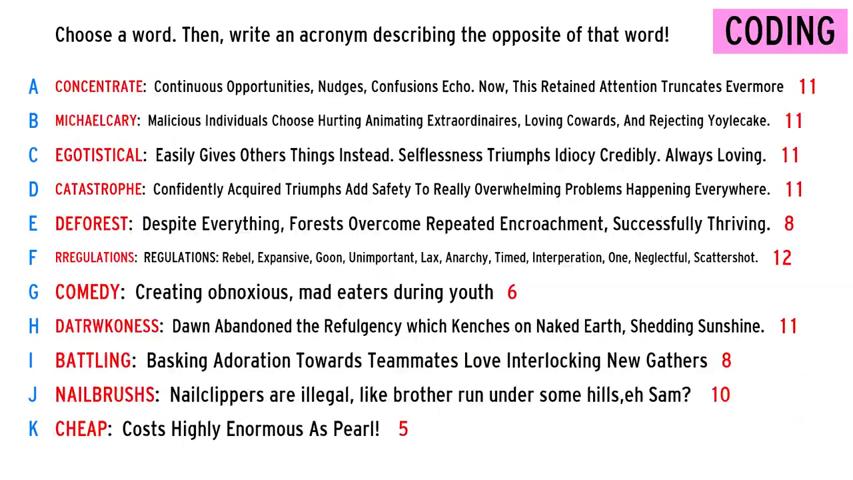 Choose a word. Then, write an acronym describing the opposite of that word!
CODING
A CONCENTRATE: Continuous Opportunities, Nudges, Confusions Echo. Now, This Retained Attention Truncates Evermore 11
B MICHAELCARY: Malicious Individuals Choose Hurting Animating Extraordinaires, Loving Cowards, And Rejecting Yoylecake. 11
C EGOTISTICAL: Easily Gives Others Things Instead. Selflessness Triumphs Idiocy Credibly. Always Loving. 11
D CATASTROPHE: Confidently Acquired Triumphs Add Safety To Really Overwhelming Problems Happening Everywhere. 11
E DEFOREST: Despite Everything, Forests Overcome Repeated Encroachment, Successfully Thriving. 8
F RREGULATIONS: REGULATIONS: Rebel, Expansive, Goon, Unimportant, Lax, Anarchy, Timed, Interperation, One, Neglectful, Scattershot. 12
G COMEDY: Creating obnoxious, mad eaters during youth 6
H DATRWKONESS: Dawn Abandoned the Refulgency which Kenches on Naked Earth, Shedding Sunshine. 11
I BATTLING: Basking Adoration Towards Teammates Love Interlocking New Gathers 8
J NAILBRUSHS: Nailclippers are illegal, like brother run under some hills,eh Sam? 10
K CHEAP: Costs Highly Enormous As Pearl! 5